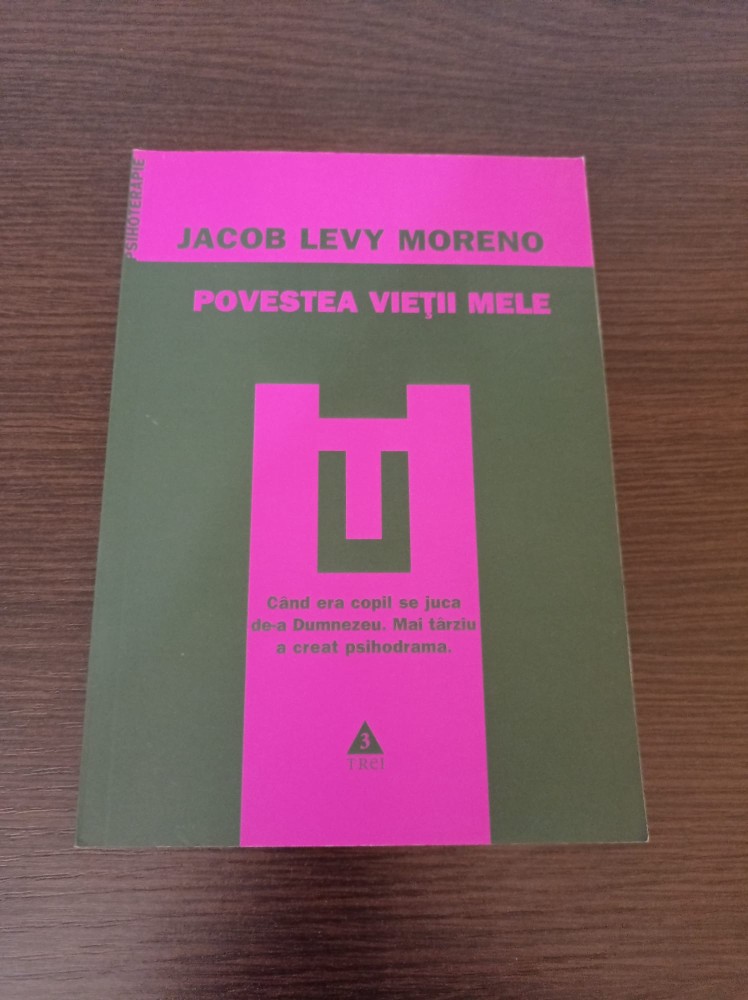 PSIHOTERAPIE
JACOB LEVY MORENO
POVESTEA VIEŢII MELE
Când era copil se juca
de-a Dumnezeu. Mai târziu
a creat psihodrama.
3
TRei